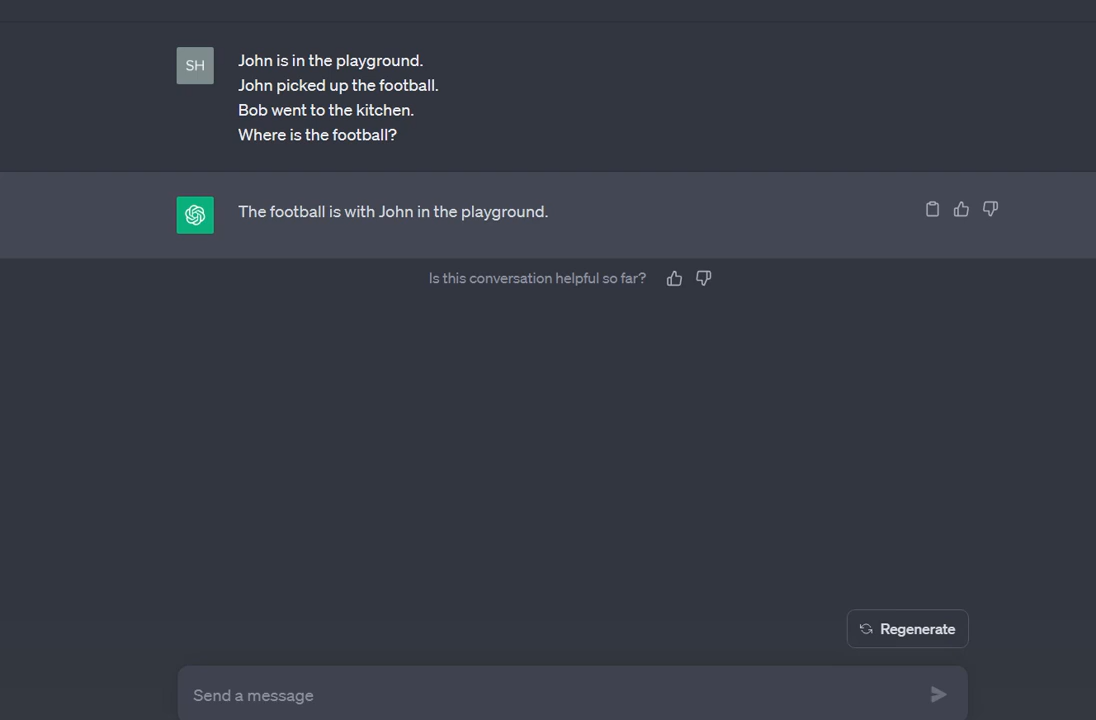 SH
John is in the playground.
John picked up the football.
Bob went to the kitchen.
Where is the football?
The football is with John in the playground.
Is this conversation helpful so far?
Regenerate
Send a message